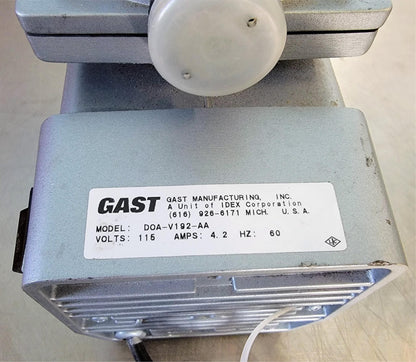 GAST GAST MANUFACTURING, INC.
A Unit of IDEX Corporation
(616) 926-6171 MICH. U.S.A.
MODEL: DOA-V192-AA
VOLTS: 115 AMPS: 4.2 HZ: 60